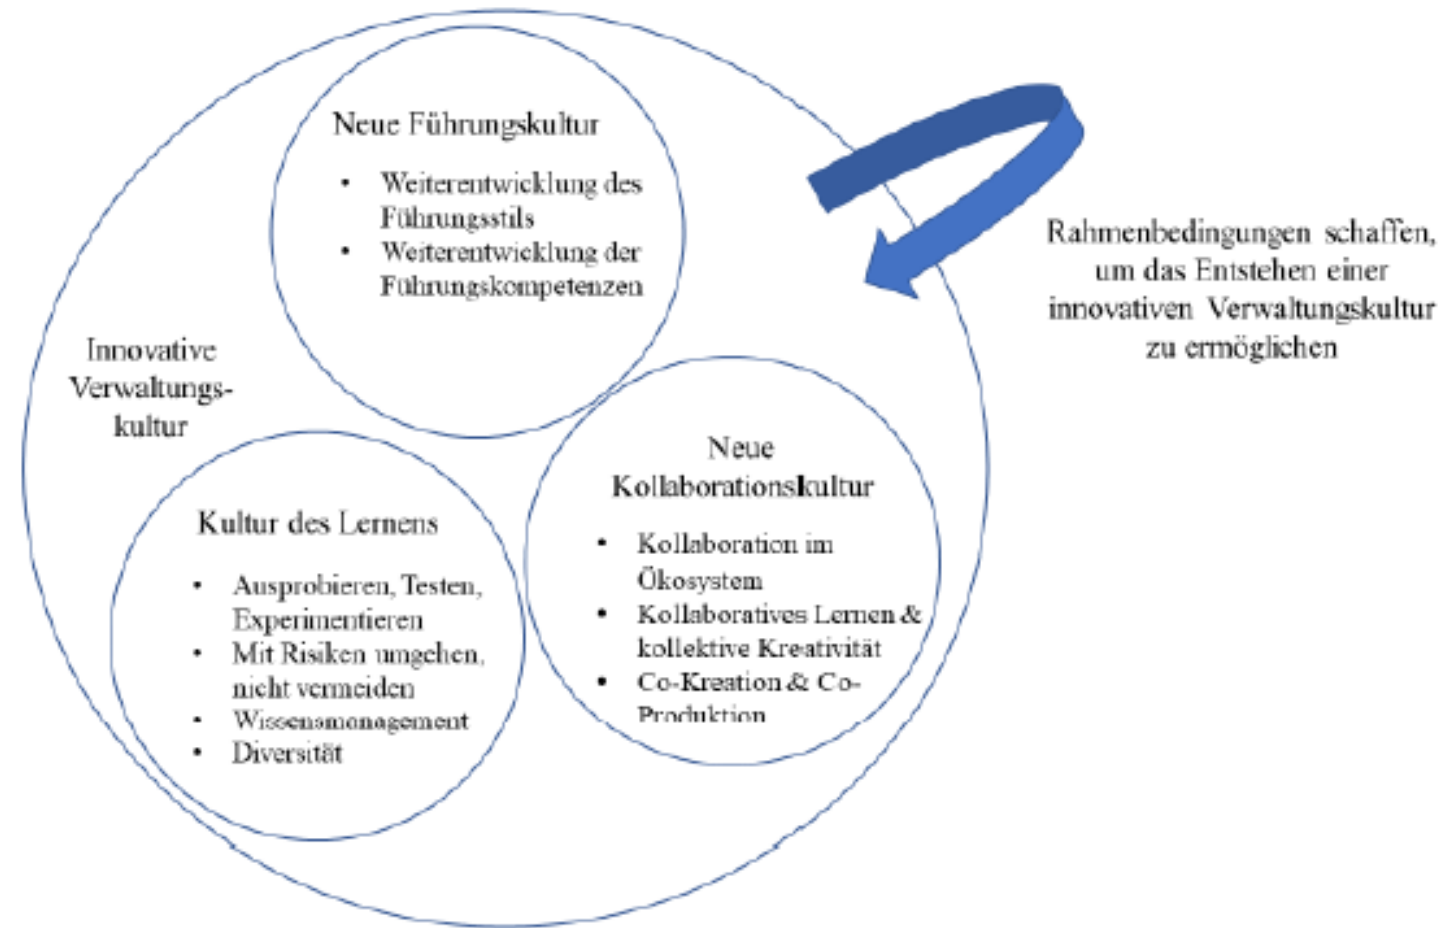 Neue Führungskultur
• Weiterentwicklung des
Führungsstils
• Weiterentwicklung der
Führungskompetenzen
Rahmenbedingungen schaffen,
um das Entstehen einer
innovativen Verwaltungskultur
zu ermöglichen
Innovative
Verwaltungs-
kultur
Neue
Kollaborationskultur
• Kollaboration im
Ökosystem
• Kollaboratives Lernen &
kollektive Kreativität
• Co-Kreation & Co-
Produktion
Kultur des Lernens
• Ausprobieren, Testen,
Experimentieren
• Mit Risiken umgehen,
nicht vermeiden
• Wissensmanagement
• Diversität